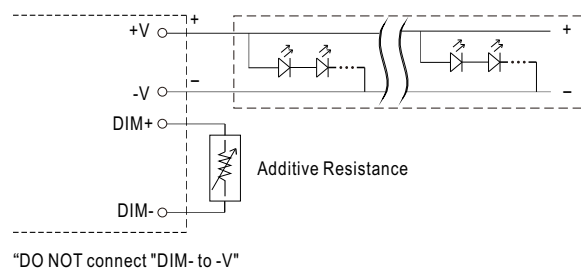 +V
+
+
-V
–
–
DIM+
Additive Resistance
DIM-
“DO NOT connect "DIM- to -V"